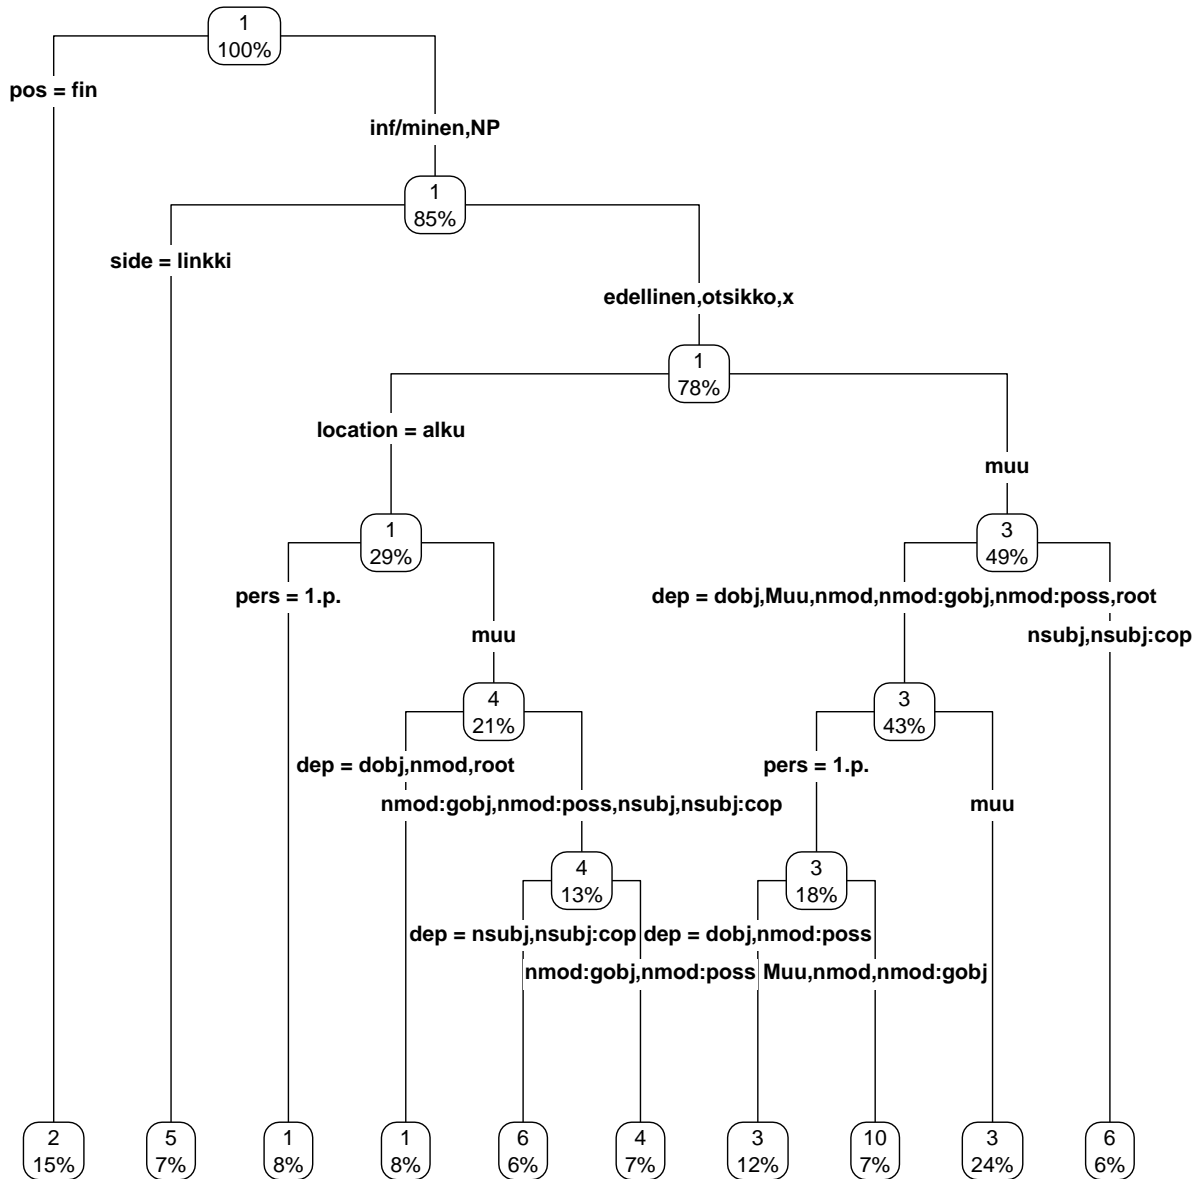 1
100%
pos = fin
inf/minen,NP
1
85%
side = linkki
edellinen,otsikko,x
1
78%
location = alku
muu
1
29%
3
49%
pers = 1.p.
dep = dobj,Muu,nmod,nmod:gobj,nmod:poss,root
muu
nsubj,nsubj:cop
4
21%
3
43%
dep = dobj,nmod,root
pers = 1.p.
nmod:gobj,nmod:poss,nsubj,nsubj:cop
muu
4
13%
3
18%
dep = nsubj,nsubj:cop
dep = dobj,nmod:poss
nmod:gobj,nmod:poss
Muu,nmod,nmod:gobj
2
15%
5
7%
1
8%
1
8%
6
6%
4
7%
3
12%
10
7%
3
24%
6
6%